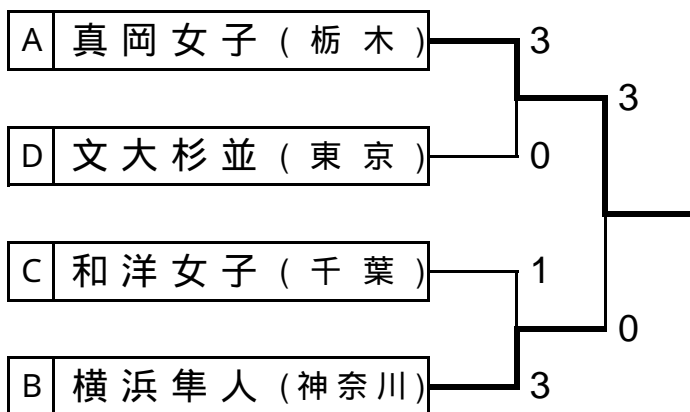 A 真岡女子(栃木) 3
3
D 文大杉並(東京) 0
C 和洋女子(千葉) 1
0
B 横浜隼人(神奈川) 3